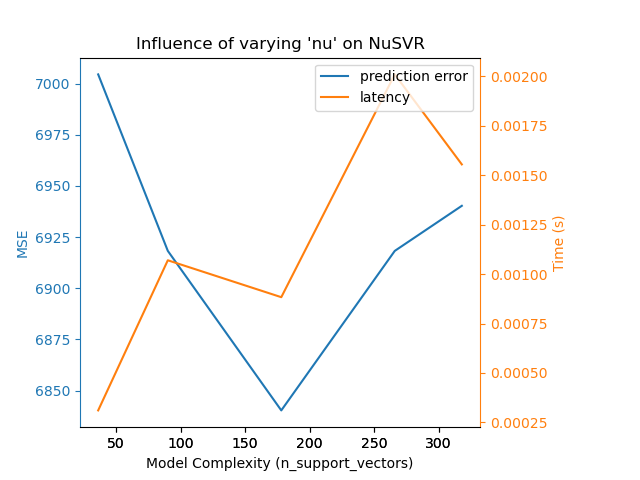 Influence of varying 'nu' on NuSVR
prediction error
latency
7000
6975
6950
6925
6900
6875
6850
MSE
0.00200
0.00175
0.00150
0.00125
0.00100
0.00075
0.00050
0.00025
Time (s)
50 100 150 200 250 300
Model Complexity (n_support_vectors)